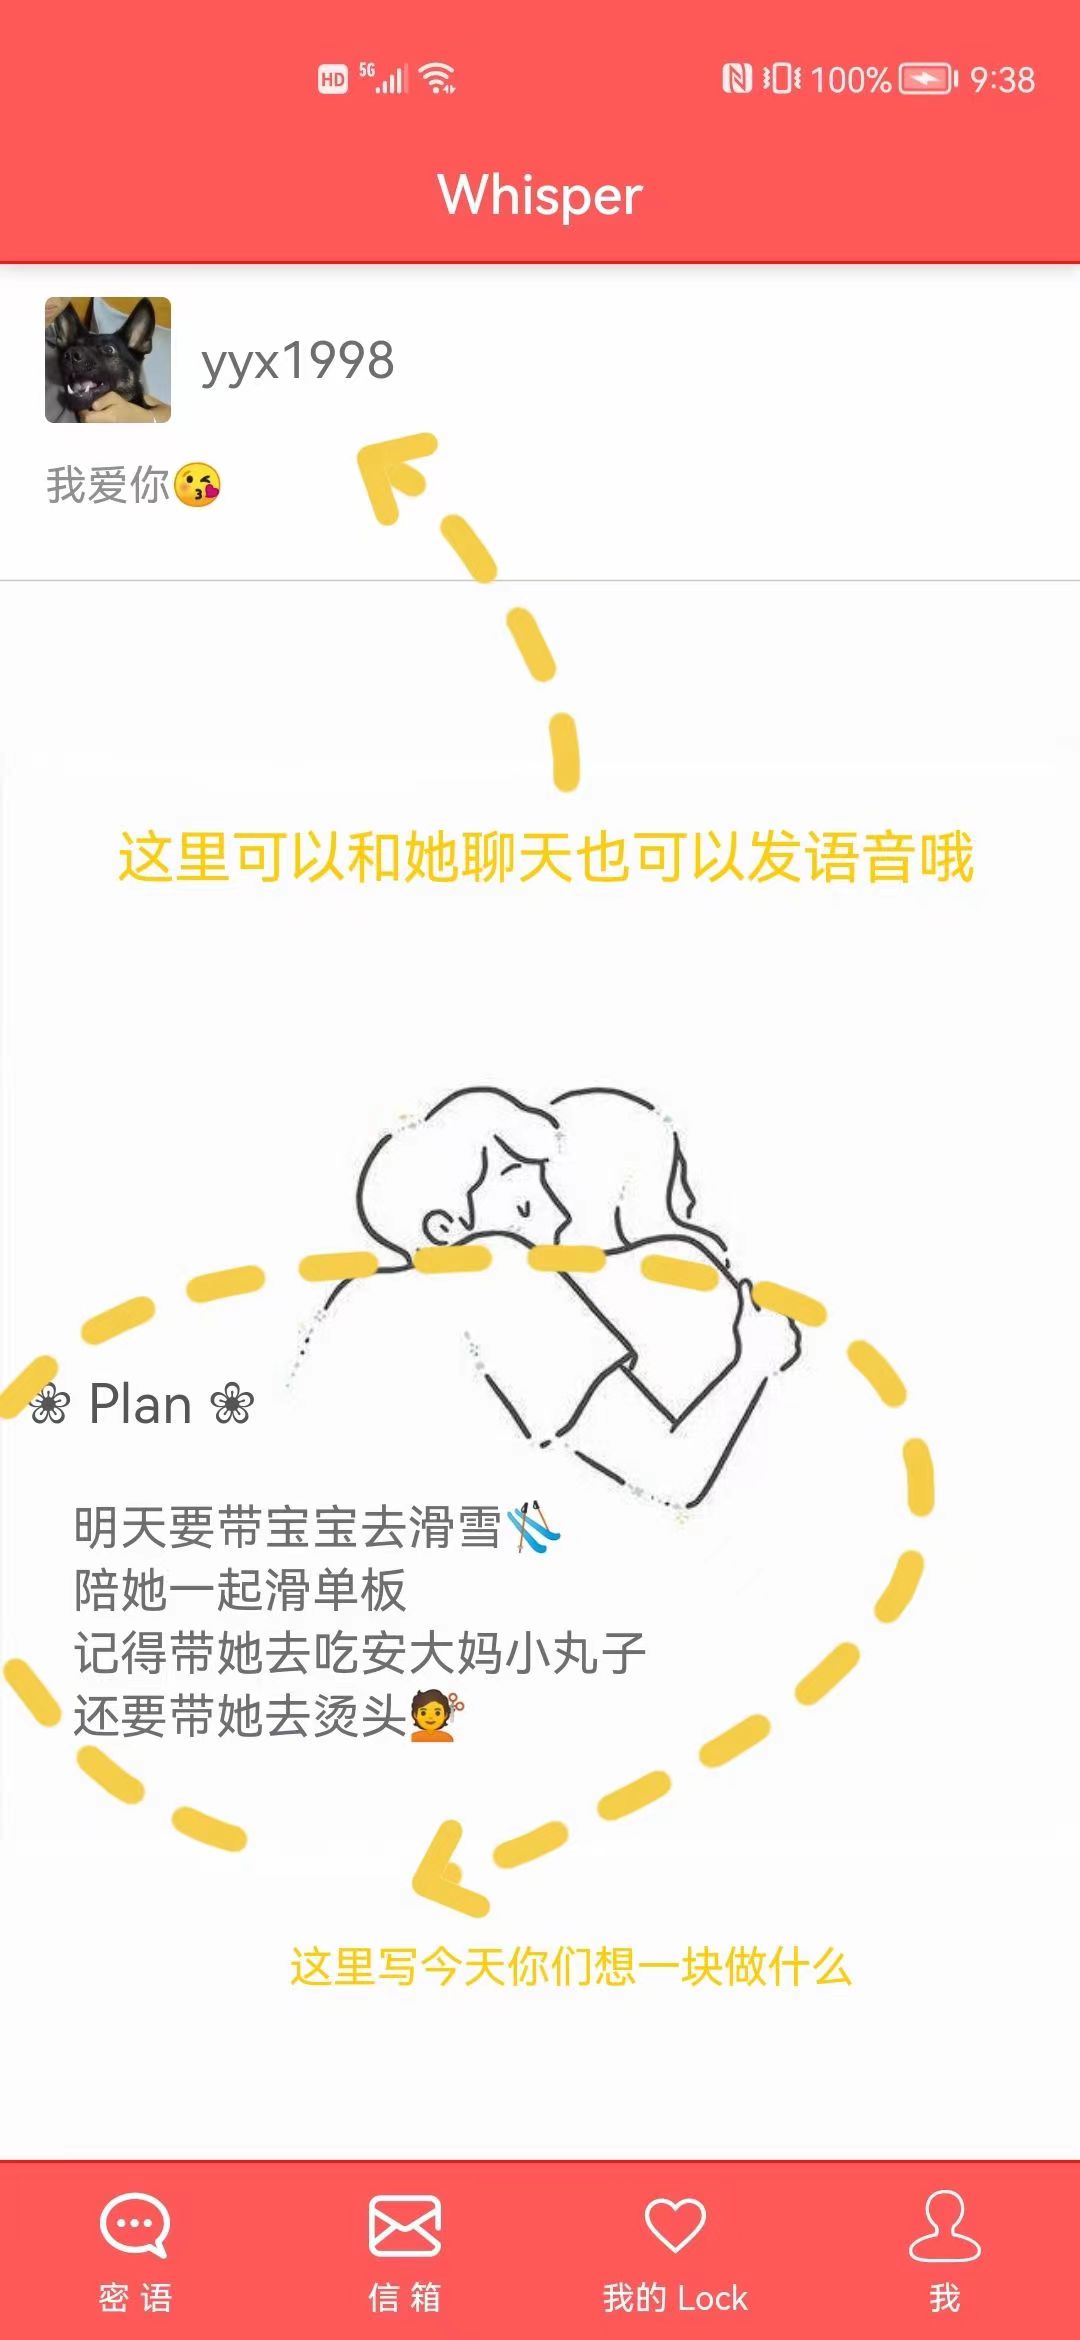 HD 5G 100% 9:38
Whisper
yyx1998
我爱你😘
这里可以和她聊天也可以发语音哦
❀ Plan ❀
明天要带宝宝去滑雪🎿
陪她一起滑单板
记得带她去吃安大妈小丸子
还要带她去烫头💇
这里写今天你们想一块做什么
密语 信箱 我的 Lock 我